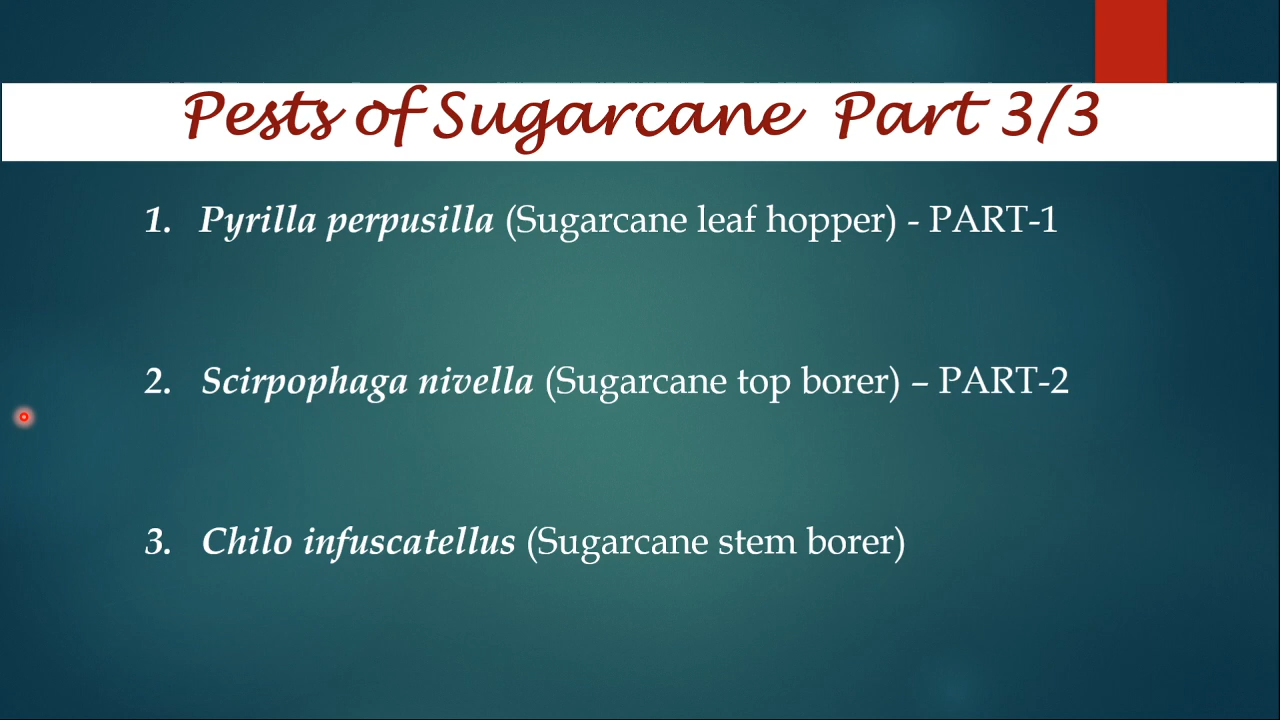 Pests of Sugarcane Part 3/3
1. Pyrilla perpusilla (Sugarcane leaf hopper) - PART-1
2. Scirpophaga nivella (Sugarcane top borer) – PART-2
3. Chilo infuscatellus (Sugarcane stem borer)